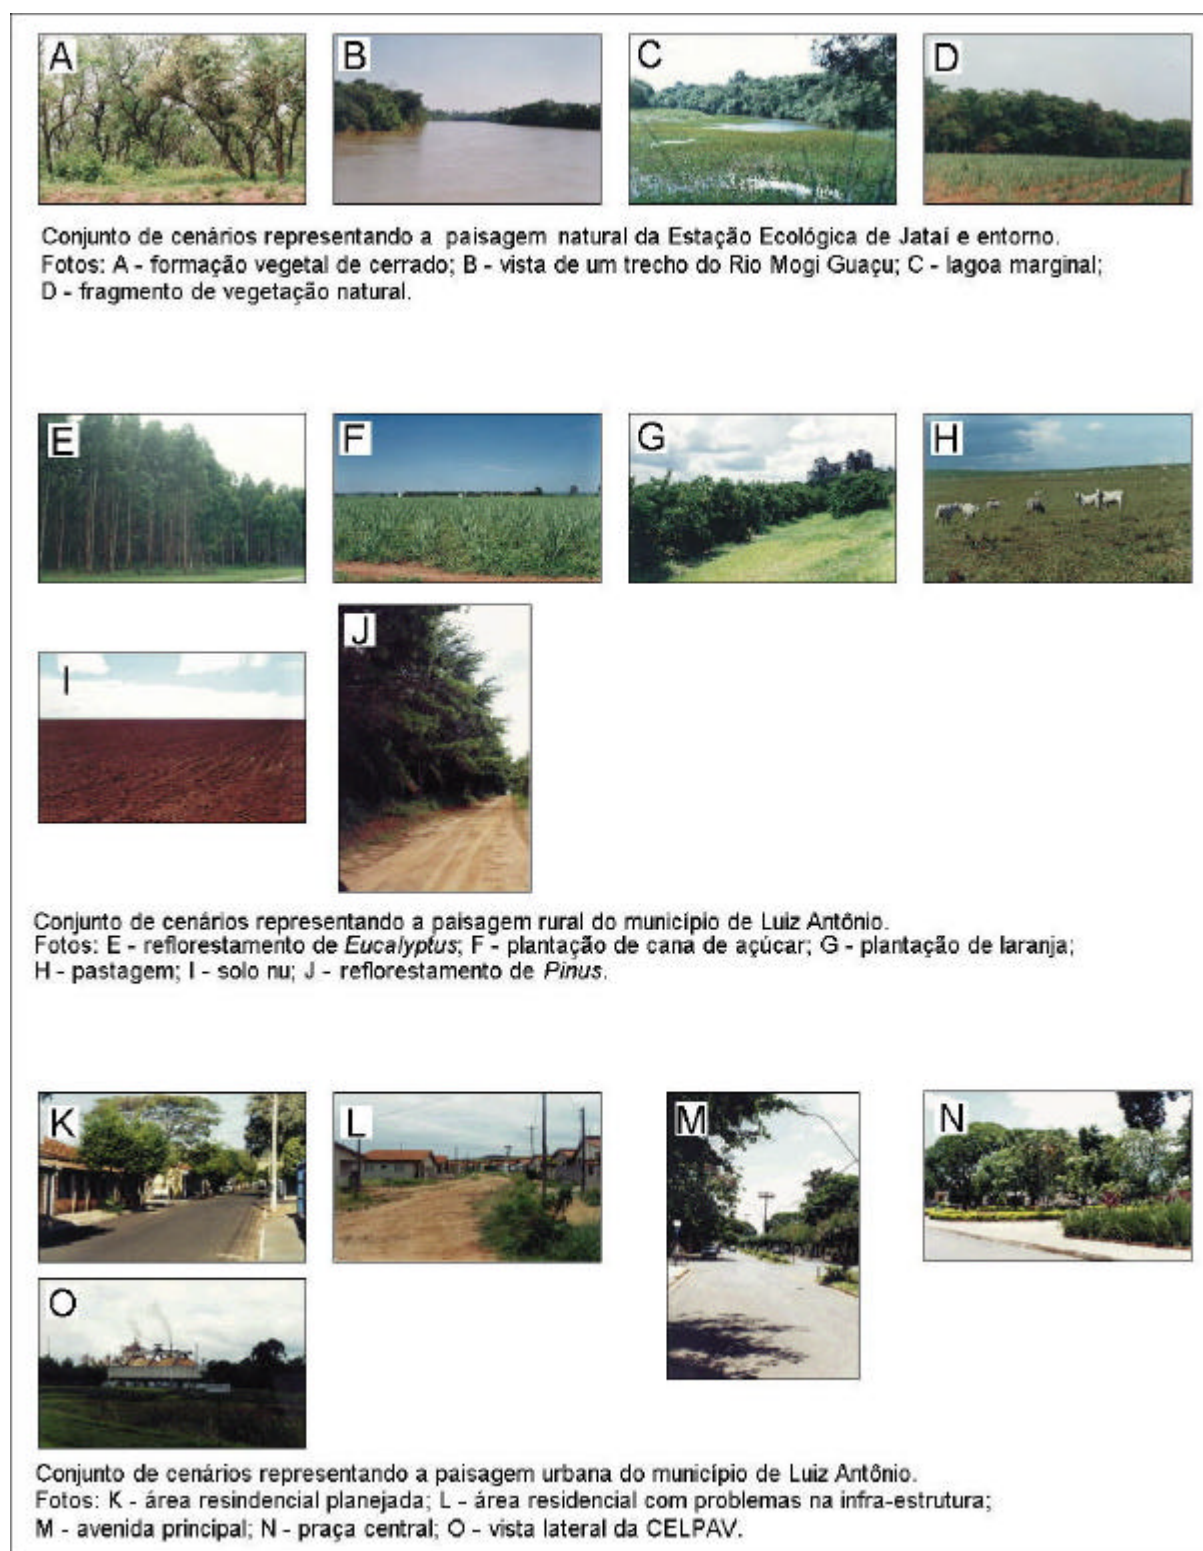 A B C D
Conjunto de cenários representando a paisagem natural da Estação Ecológica de Jataí e entorno.
Fotos: A - formação vegetal de cerrado; B - vista de um trecho do Rio Mogi Guaçu; C - lagoa marginal;
D - fragmento de vegetação natural.
E F G H
I J
Conjunto de cenários representando a paisagem rural do município de Luiz Antônio.
Fotos: E - reflorestamento de Eucalyptus; F - plantação de cana de açúcar; G - plantação de laranja;
H - pastagem; I - solo nu; J - reflorestamento de Pinus.
K L M N
O
Conjunto de cenários representando a paisagem urbana do município de Luiz Antônio.
Fotos: K - área resindencial planejada; L - área residencial com problemas na infra-estrutura;
M - avenida principal; N - praça central; O - vista lateral da CELPAV.